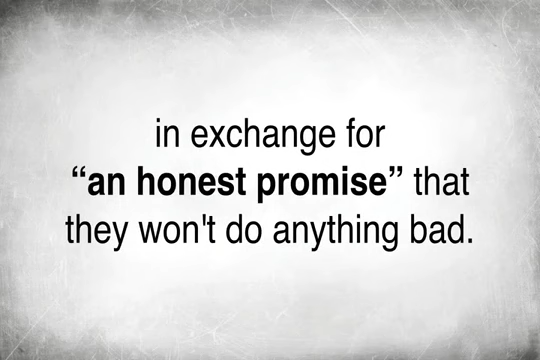 in exchange for
“an honest promise” that
they won't do anything bad.